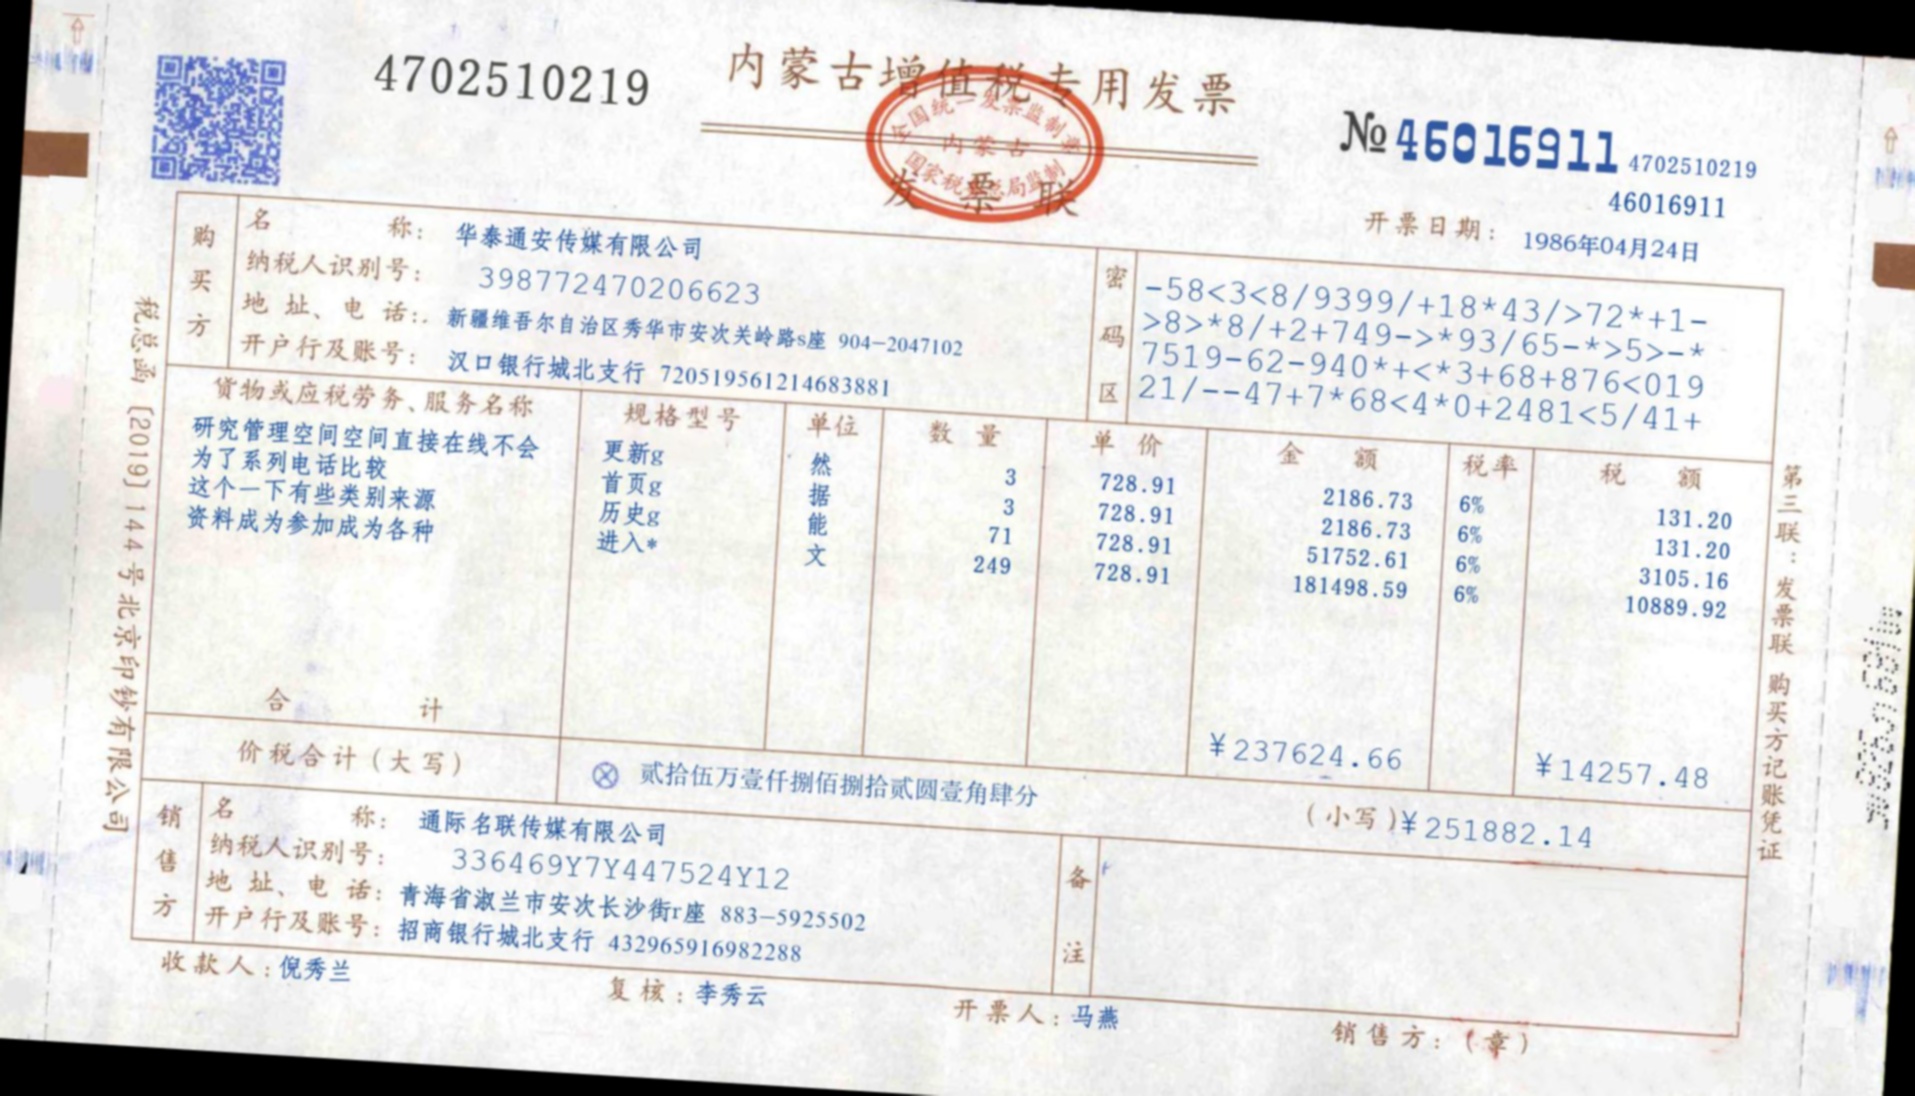 4702510219
内蒙古增值税专用发票
全国统一发票监制章
内蒙古
国家税务总局监制
发票联
№46016911 4702510219
46016911
开票日期： 1986年04月24日
购买方
名 称： 华泰通安传媒有限公司
纳税人识别号： 398772470206623
地址、电话：. 新疆维吾尔自治区秀华市安次关岭路s座 904-2047102
开户行及账号： 汉口银行城北支行 720519561214683881
密码区
-58<3<8/9399/+18*43/>72*+1-
>8>*8/+2+749->*93/65-*>5>-*
7519-62-940*+<*3+68+876<019
21/--47+7*68<4*0+2481<5/41+
货物或应税劳务、服务名称 规格型号 单位 数量 单价 金额 税率 税额
研究管理空间空间直接在线不会 更新g 然 3 728.91 2186.73 6% 131.20
为了系列电话比较 首页g 据 3 728.91 2186.73 6% 131.20
这个一下有些类别来源 历史g 能 71 728.91 51752.61 6% 3105.16
资料成为参加成为各种 进入* 文 249 728.91 181498.59 6% 10889.92
合计 ¥237624.66 ¥14257.48
价税合计（大写） ⊗ 贰拾伍万壹仟捌佰捌拾贰圆壹角肆分 （小写）¥251882.14
销售方
名 称： 通际名联传媒有限公司
纳税人识别号： 336469Y7Y447524Y12
地址、电话： 青海省淑兰市安次长沙街r座 883-5925502
开户行及账号： 招商银行城北支行 432965916982288
备注
收款人：倪秀兰 复核：李秀云 开票人：马燕 销售方：（章）
税总函〔2019〕144号北京印钞有限公司
第三联：发票联 购买方记账凭证